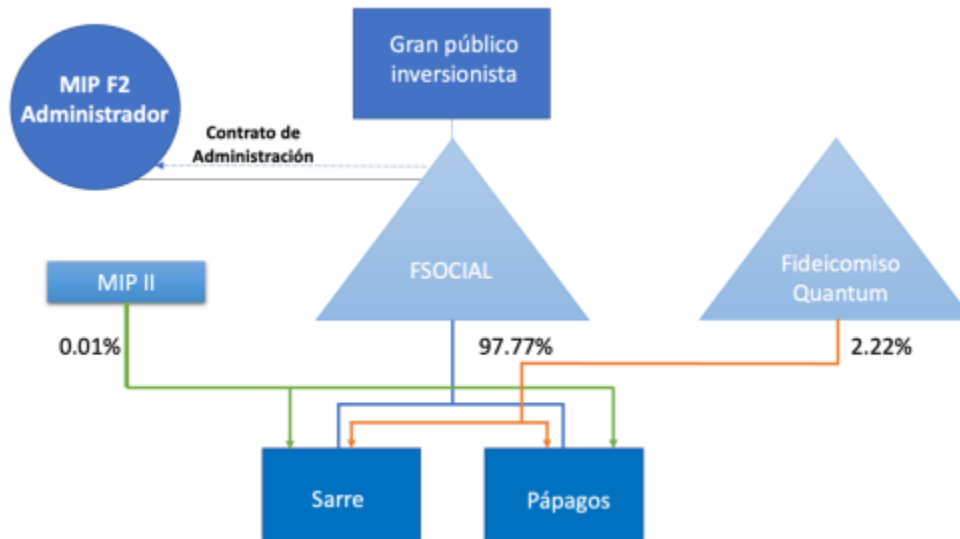 Gran público
inversionista
MIP F2
Administrador
Contrato de
Administración
FSOCIAL
Fideicomiso
Quantum
MIP II
0.01%
97.77%
2.22%
Sarre
Pápagos